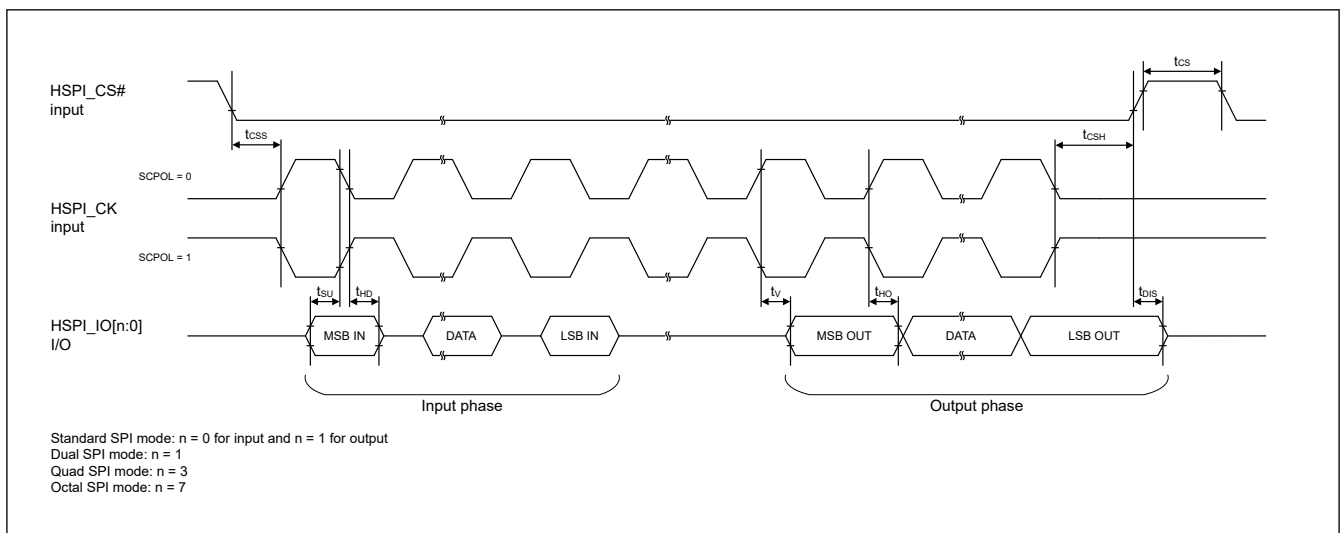 HSPI_CS#
input
tCS
tCSS
tCSH
SCPOL = 0
HSPI_CK
input
SCPOL = 1
tSU
tHD
tV
tHO
tDIS
HSPI_IO[n:0]
I/O
MSB IN
DATA
LSB IN
MSB OUT
DATA
LSB OUT
Input phase
Output phase
Standard SPI mode: n = 0 for input and n = 1 for output
Dual SPI mode: n = 1
Quad SPI mode: n = 3
Octal SPI mode: n = 7